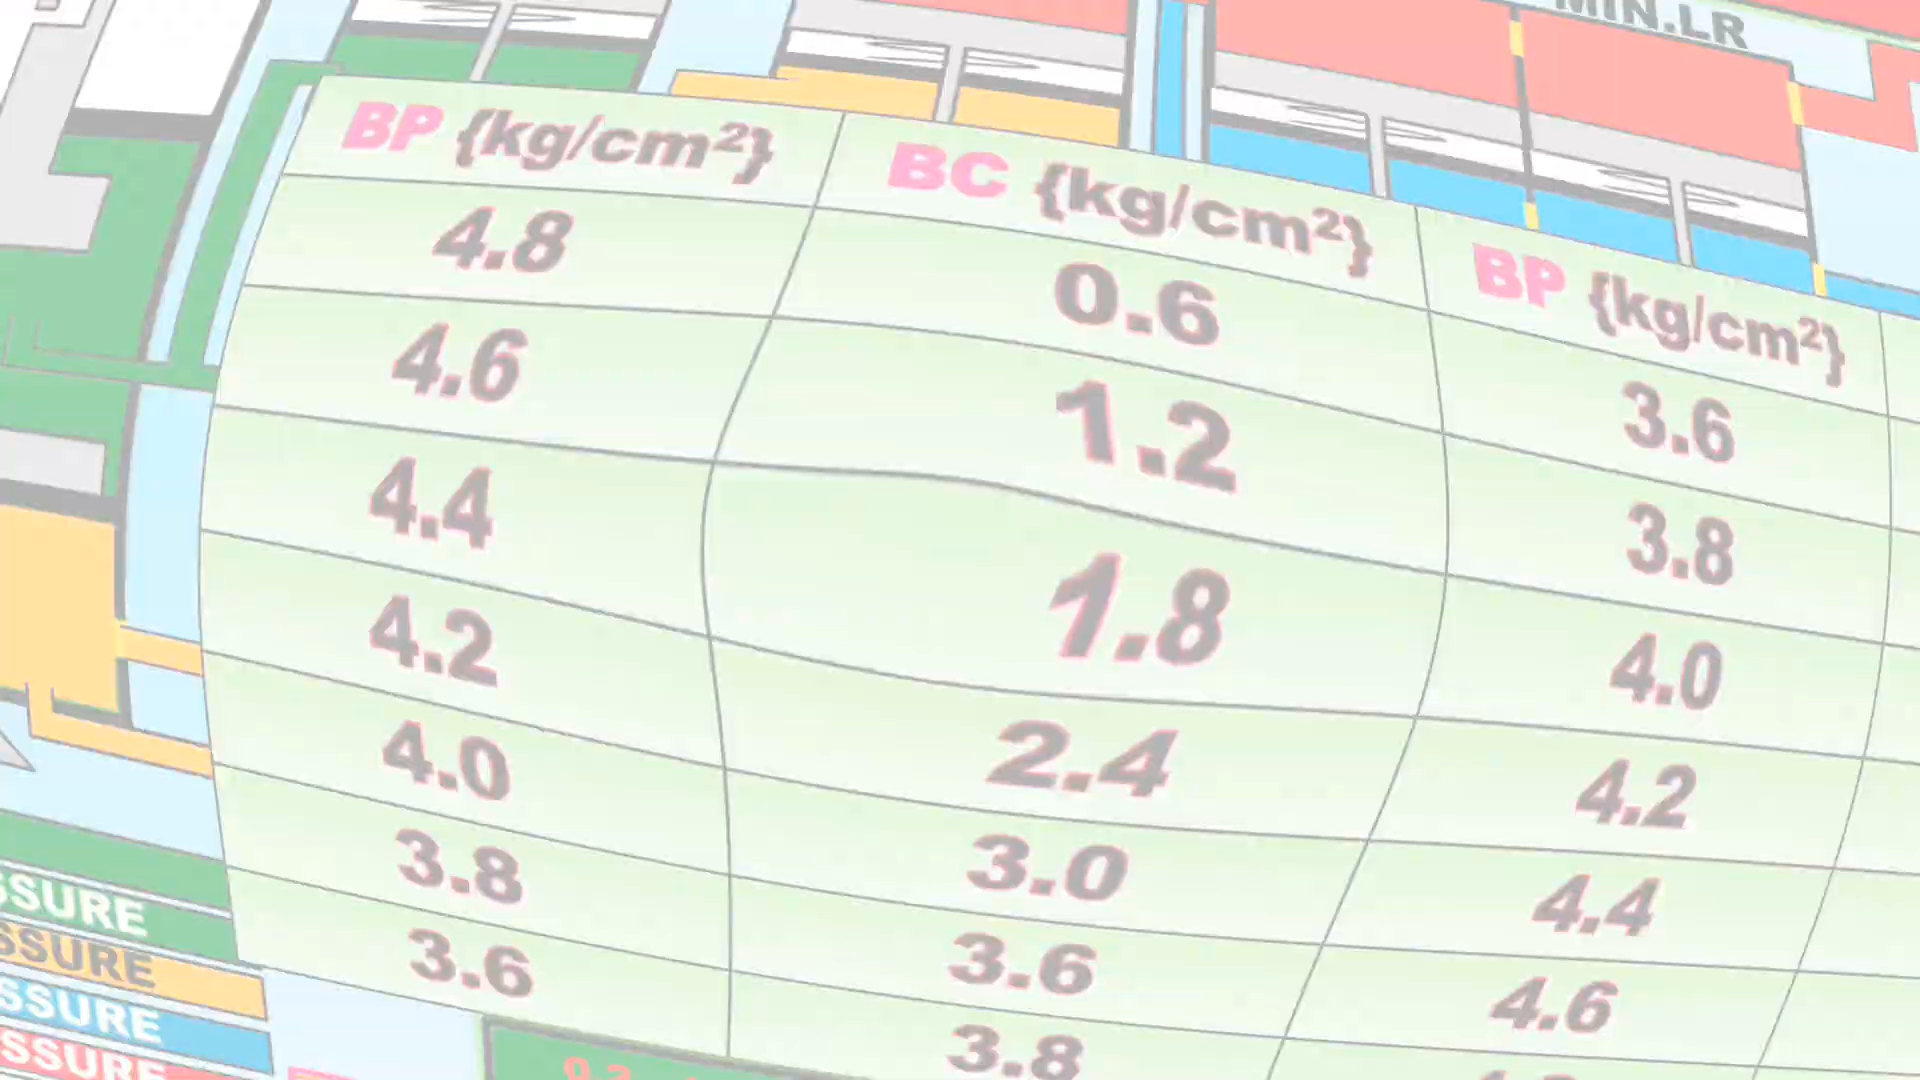 MIN.LR
BP {kg/cm²} BC {kg/cm²} BP {kg/cm²}
4.8 0.6 3.6
4.6 1.2 3.8
4.4 1.8 4.0
4.2 2.4 4.2
4.0 3.0 4.4
3.8 3.6 4.6
3.6 3.8
SSURE
SSURE
SSURE
SSURE